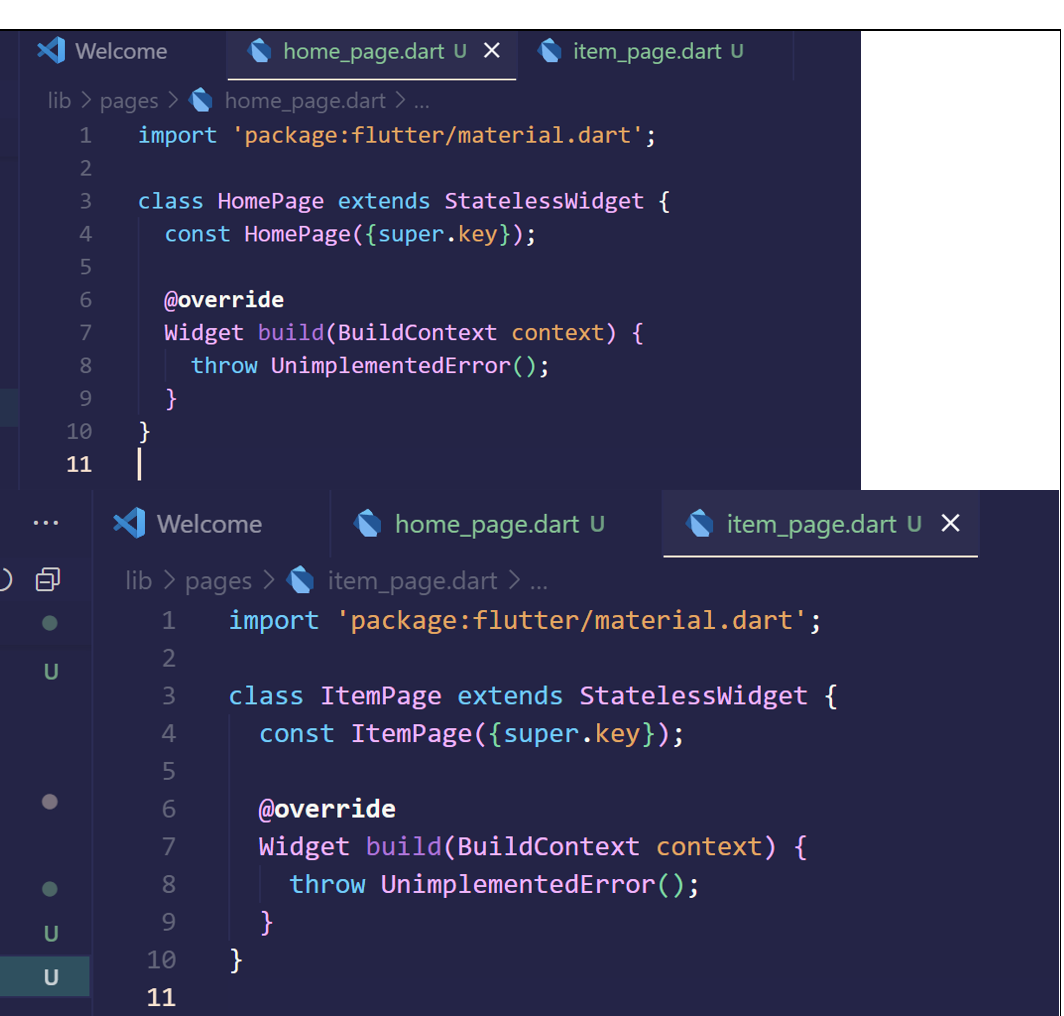 Welcome home_page.dart U item_page.dart U
lib > pages > home_page.dart > ...
1 import 'package:flutter/material.dart';
2
3 class HomePage extends StatelessWidget {
4   const HomePage({super.key});
5
6   @override
7   Widget build(BuildContext context) {
8     throw UnimplementedError();
9   }
10 }
11
... Welcome home_page.dart U item_page.dart U
lib > pages > item_page.dart > ...
1 import 'package:flutter/material.dart';
2
U
3 class ItemPage extends StatelessWidget {
4   const ItemPage({super.key});
5
6   @override
7   Widget build(BuildContext context) {
8     throw UnimplementedError();
9   }
U
10 }
U
11